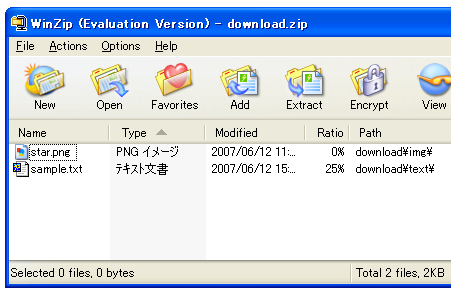 WinZip (Evaluation Version) - download.zip
File Actions Options Help
New Open Favorites Add Extract Encrypt View
Name Type Modified Ratio Path
star.png PNG イメージ 2007/06/12 11:... 0% download¥img¥
sample.txt テキスト文書 2007/06/12 15:... 25% download¥text¥
Selected 0 files, 0 bytes Total 2 files, 2KB